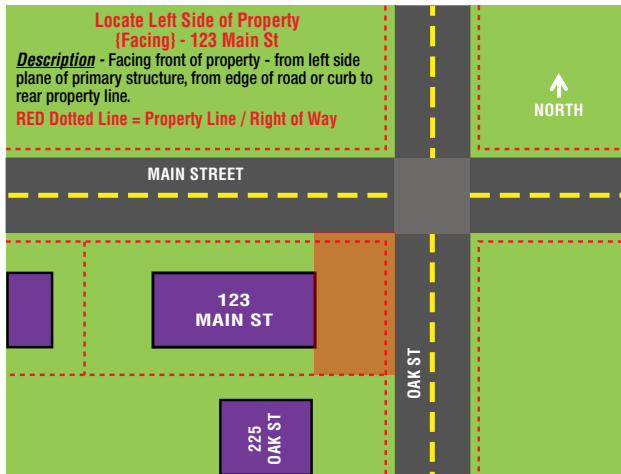 Locate Left Side of Property
{Facing} - 123 Main St
Description - Facing front of property - from left side
plane of primary structure, from edge of road or curb to
rear property line.
RED Dotted Line = Property Line / Right of Way
NORTH
MAIN STREET
123
MAIN ST
OAK ST
225
OAK ST